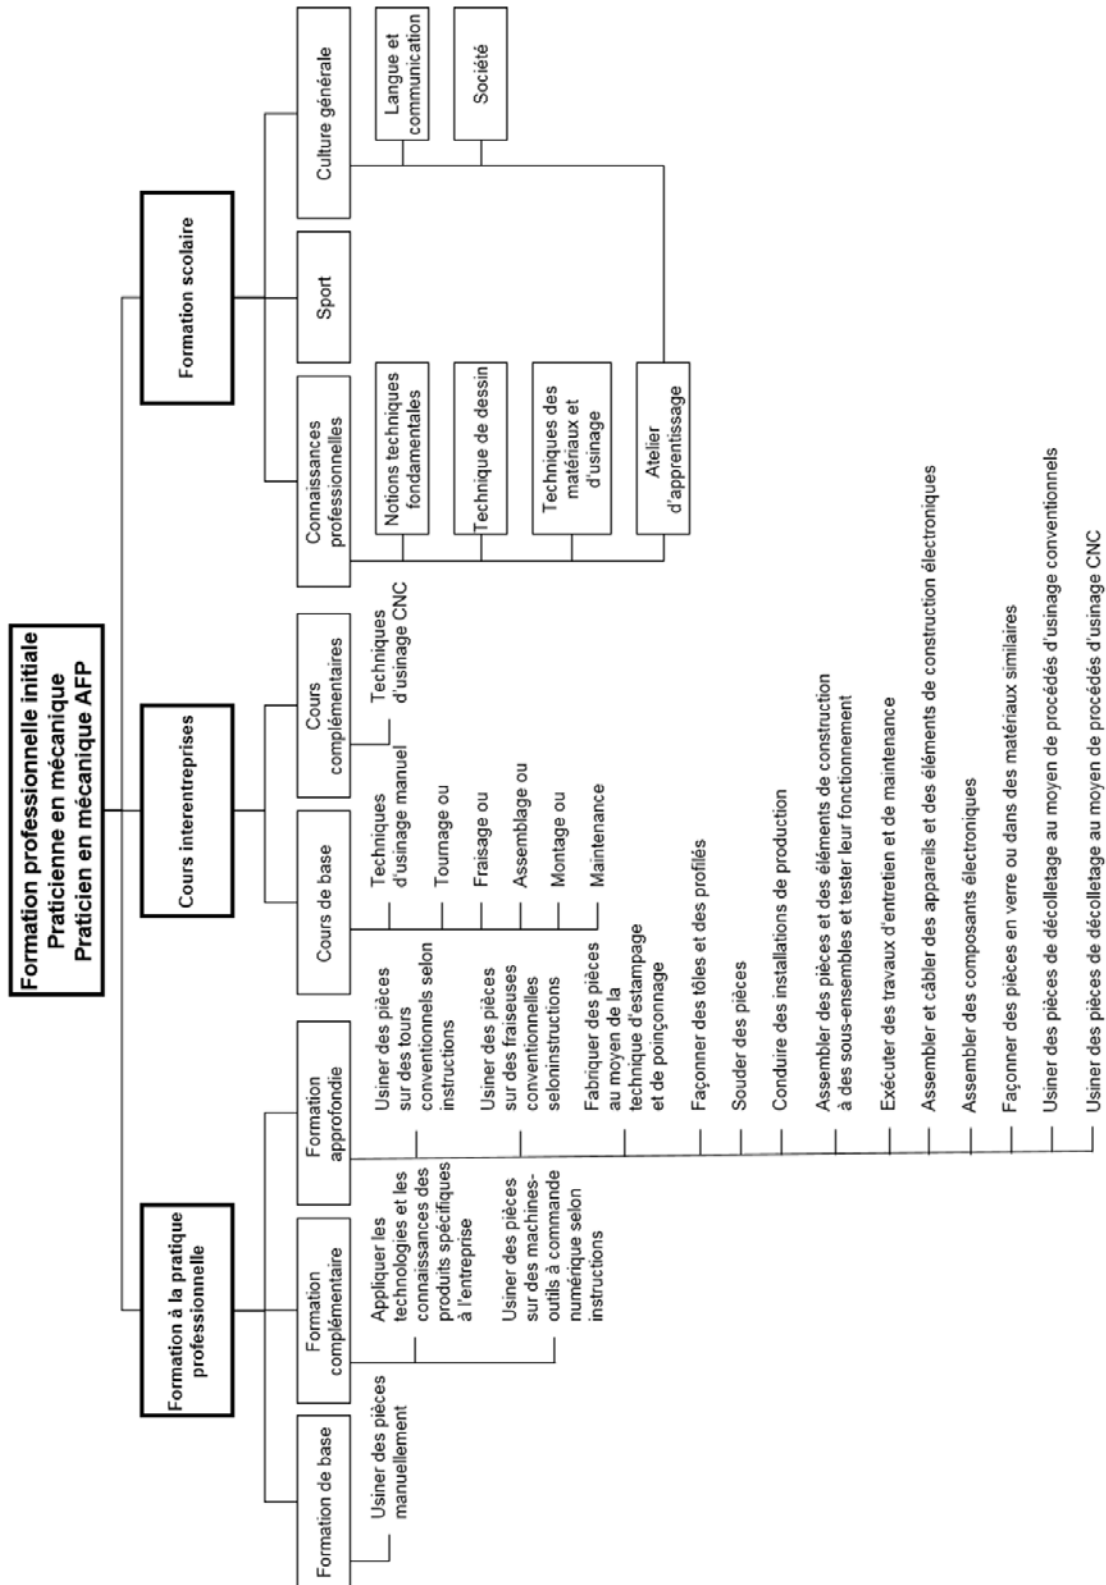 Formation professionnelle initiale
Praticienne en mécanique
Praticien en mécanique AFP
Formation à la pratique
professionnelle
Cours interentreprises
Formation scolaire
Formation de base
Formation
complémentaire
Formation
approfondie
Cours de base
Cours
complémentaires
Connaissances
professionnelles
Sport
Culture générale
Usiner des pièces
manuellement
Appliquer les
technologies et les
connaissances des
produits spécifiques
à l'entreprise
Usiner des pièces
sur des machines-
outils à commande
numérique selon
instructions
Usiner des pièces
sur des tours
conventionnels selon
instructions
Usiner des pièces
sur des fraiseuses
conventionnelles
seloninstructions
Fabriquer des pièces
au moyen de la
technique d'estampage
et de poinçonnage
Façonner des tôles et des profilés
Souder des pièces
Conduire des installations de production
Assembler des pièces et des éléments de construction
à des sous-ensembles et tester leur fonctionnement
Exécuter des travaux d'entretien et de maintenance
Assembler et câbler des appareils et des éléments de construction électroniques
Assembler des composants électroniques
Façonner des pièces en verre ou dans des matériaux similaires
Usiner des pièces de décolletage au moyen de procédés d'usinage conventionnels
Usiner des pièces de décolletage au moyen de procédés d'usinage CNC
Techniques
d'usinage manuel
Tournage ou
Fraisage ou
Assemblage ou
Montage ou
Maintenance
Techniques
d'usinage CNC
Notions techniques
fondamentales
Technique de dessin
Techniques des
matériaux et
d'usinage
Atelier
d'apprentissage
Langue et
communication
Société